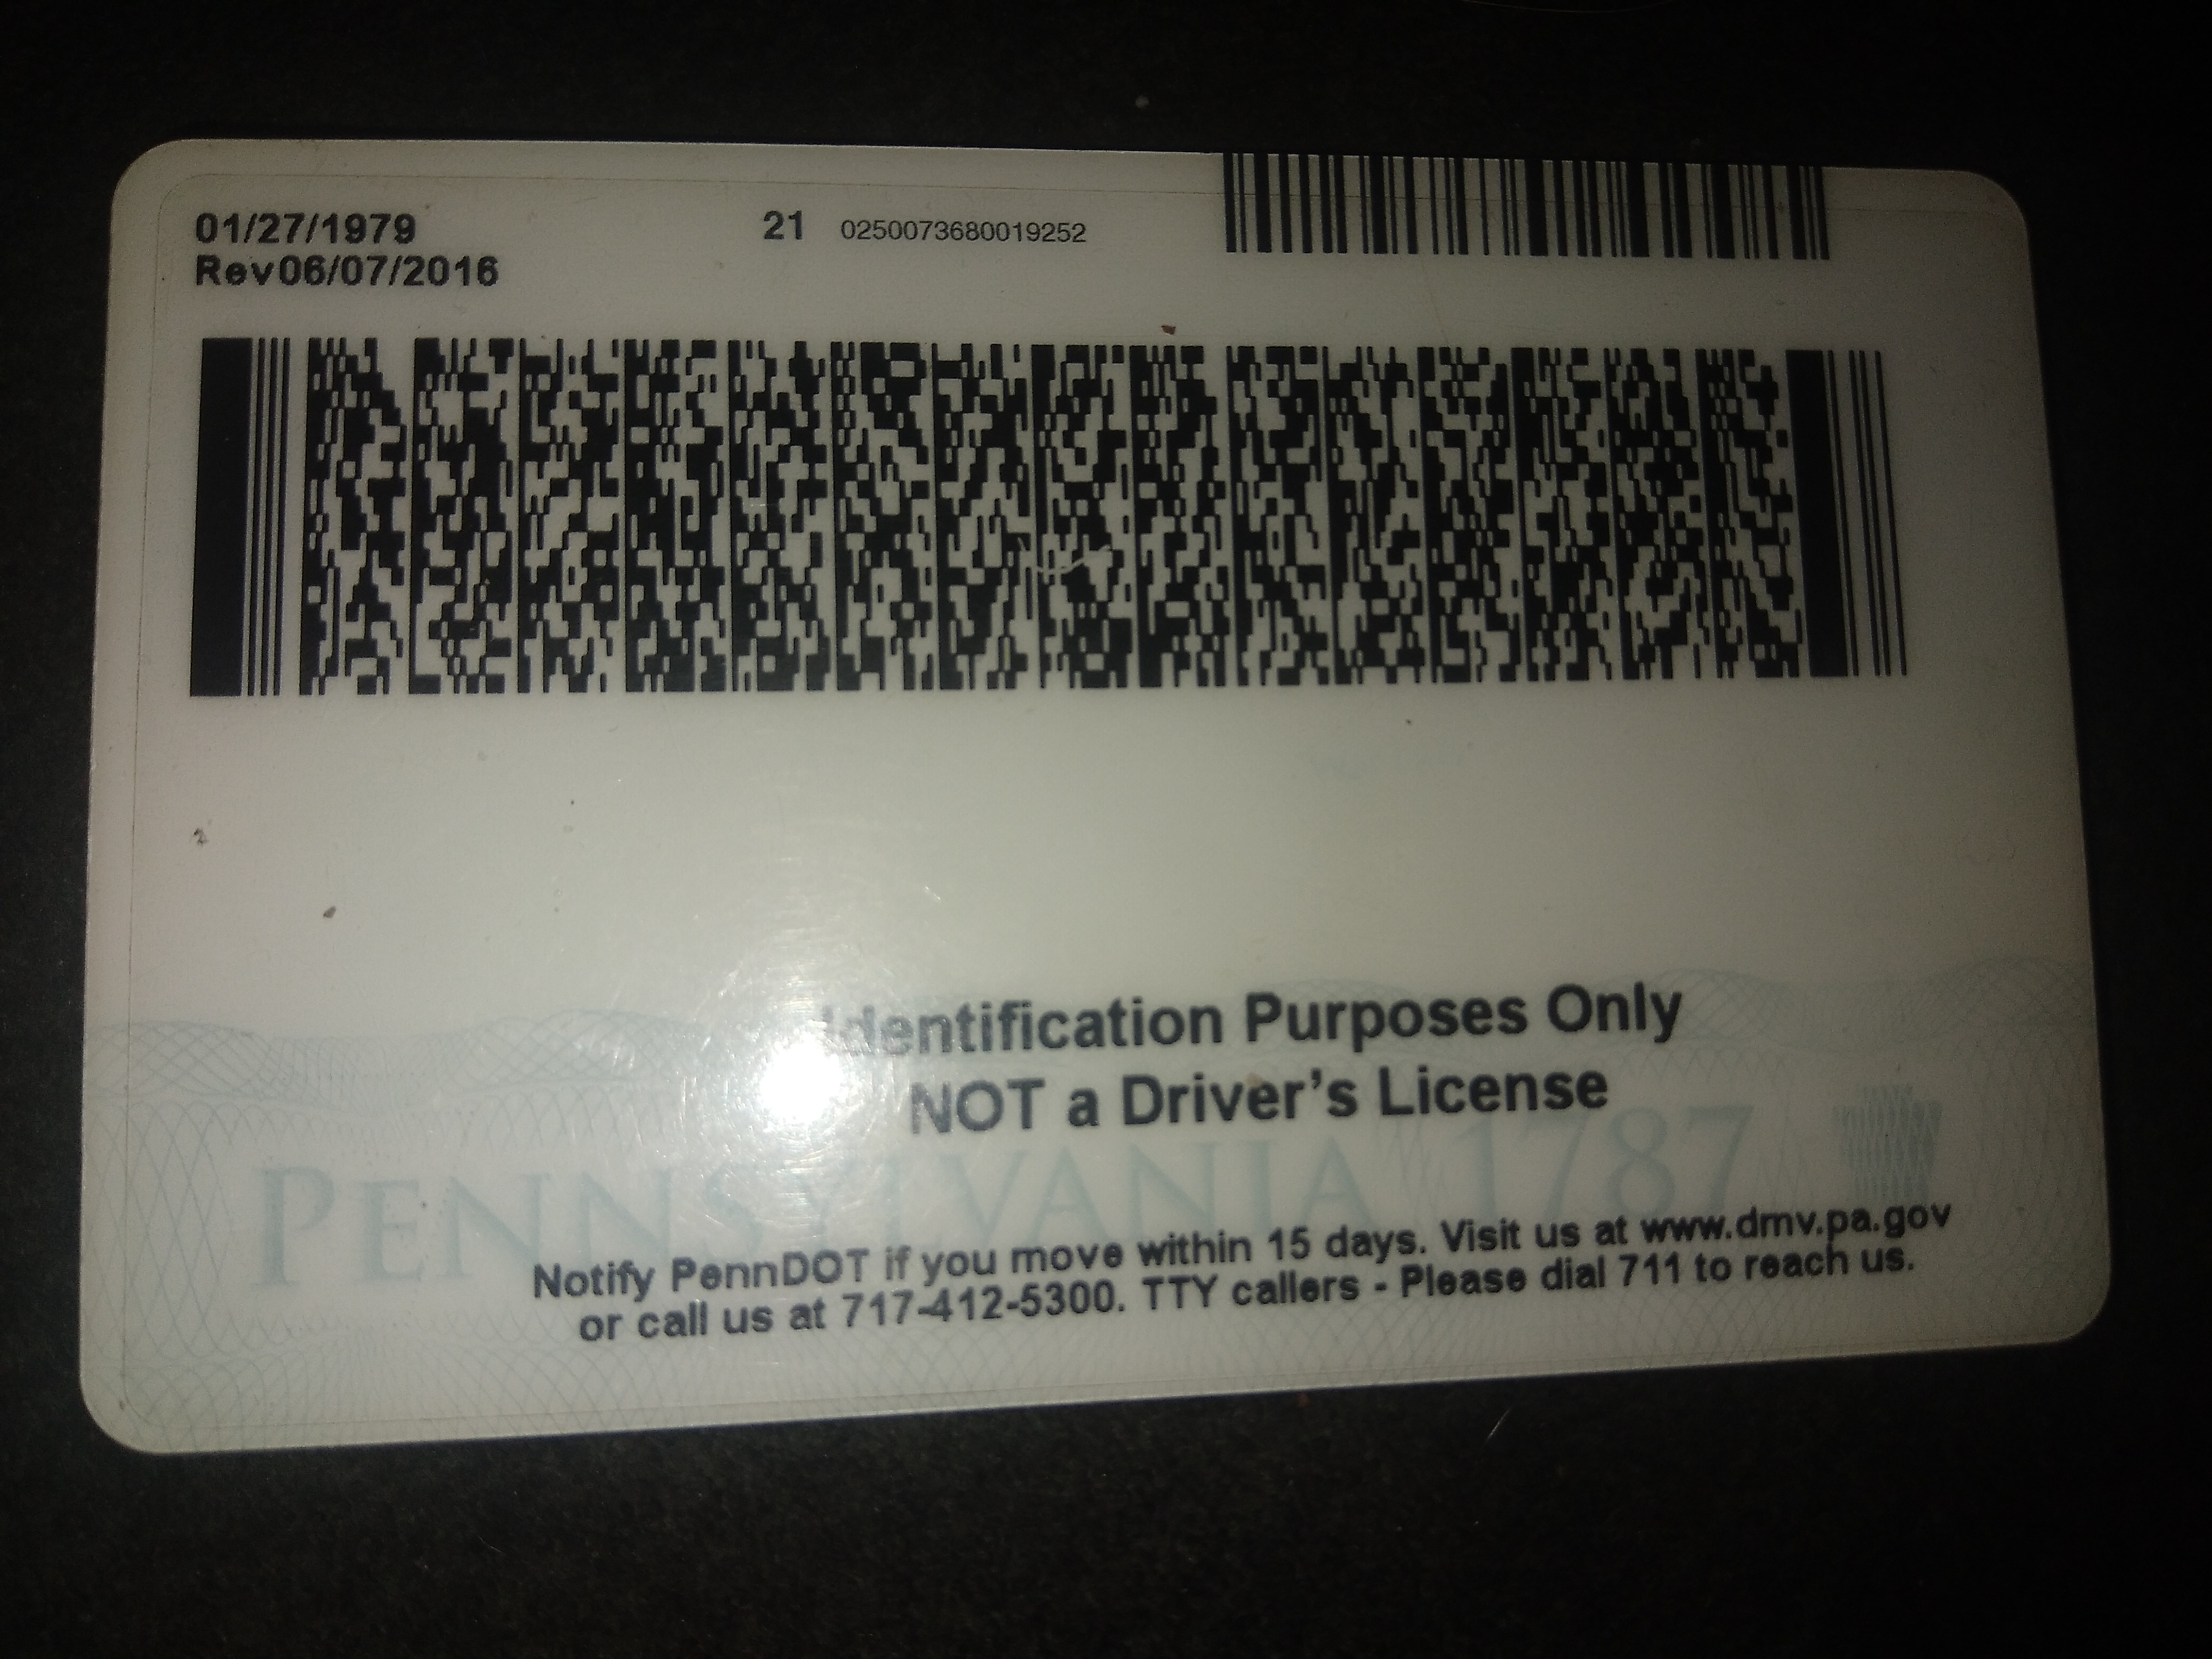 01/27/1979
21 0250073680019252
Rev06/07/2016
Identification Purposes Only
NOT a Driver's License
PENNSYLVANIA 1787
Notify PennDOT if you move within 15 days. Visit us at www.dmv.pa.gov
or call us at 717-412-5300. TTY callers - Please dial 711 to reach us.